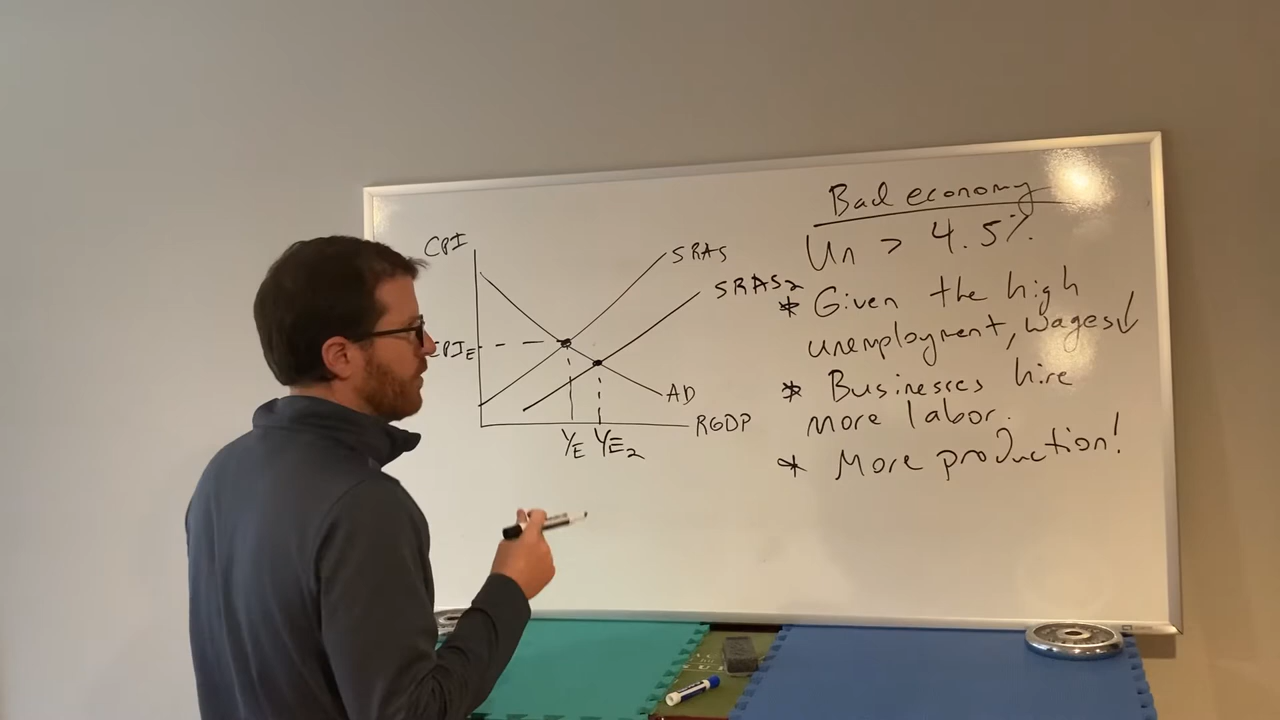 CPI
SRAS
SRAS2
PIE
AD
RGDP
YE YE2
Bad economy
Un > 4.5%
* Given the high
unemployment, wages↓
* Businesses hire
more labor.
* More production!